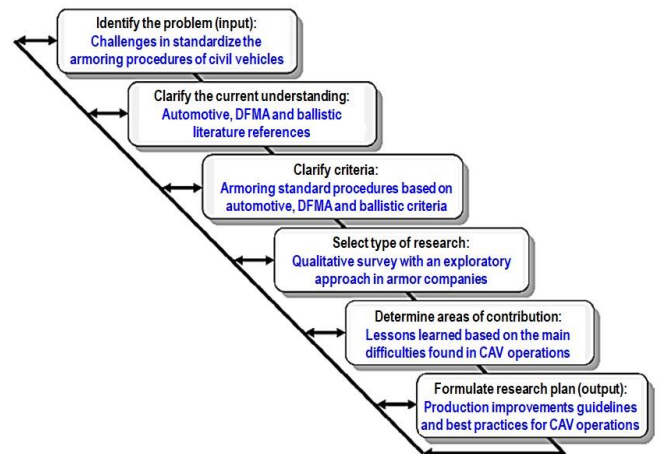 Identify the problem (input):
Challenges in standardize the
armoring procedures of civil vehicles
Clarify the current understanding:
Automotive, DFMA and ballistic
literature references
Clarify criteria:
Armoring standard procedures based on
automotive, DFMA and ballistic criteria
Select type of research:
Qualitative survey with an exploratory
approach in armor companies
Determine areas of contribution:
Lessons learned based on the main
difficulties found in CAV operations
Formulate research plan (output):
Production improvements guidelines
and best practices for CAV operations